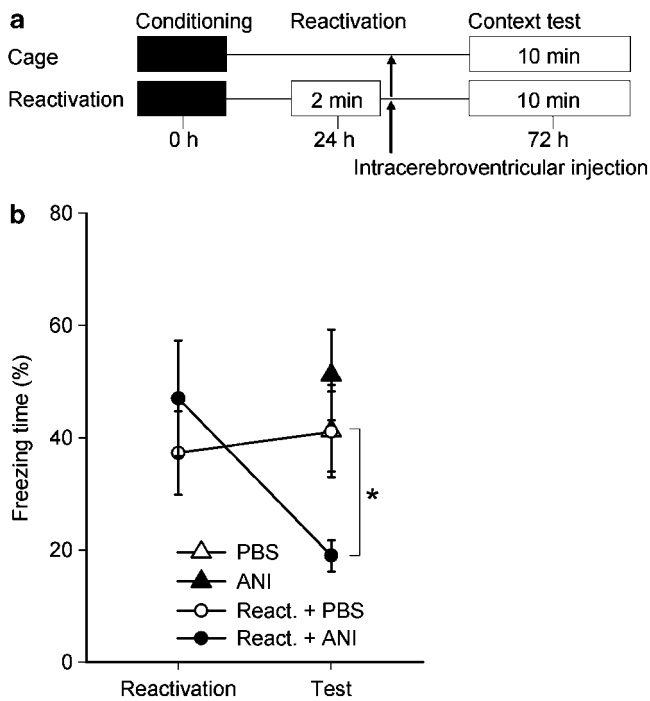 a
Conditioning Reactivation Context test
Cage 10 min
Reactivation 2 min 10 min
0 h 24 h 72 h
Intracerebroventricular injection
b
Freezing time (%)
80
60
40
20
0
*
PBS
ANI
React. + PBS
React. + ANI
Reactivation Test